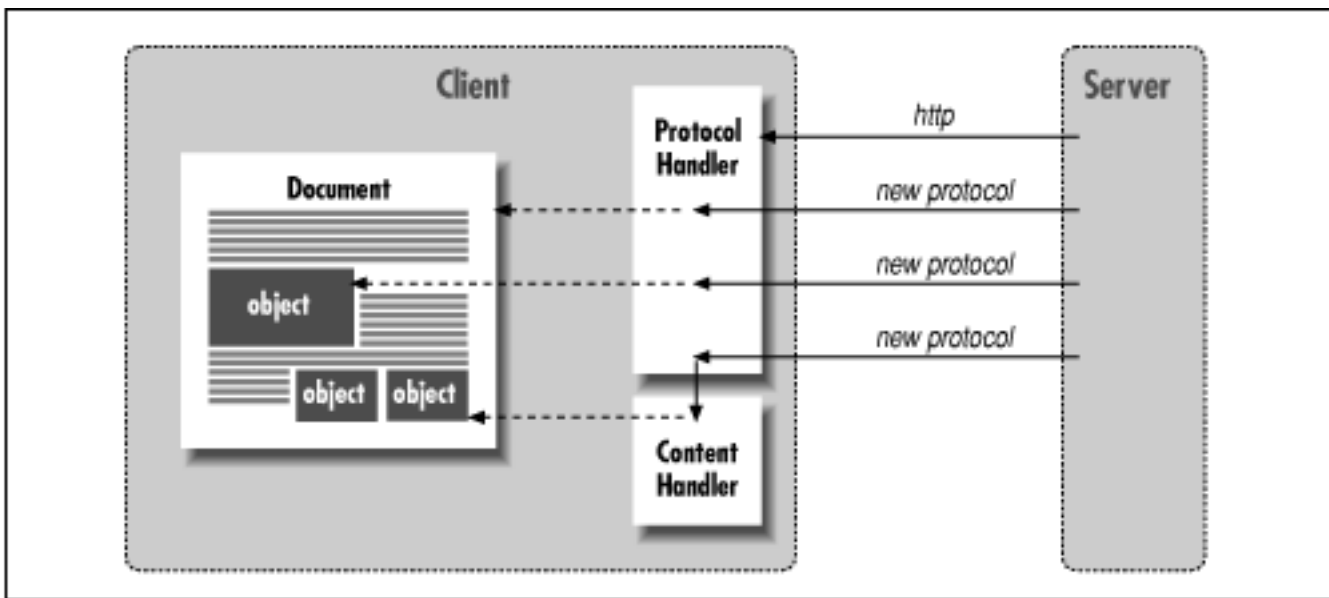 Client
Server
http
Protocol
Handler
Document
new protocol
new protocol
object
new protocol
object
object
Content
Handler